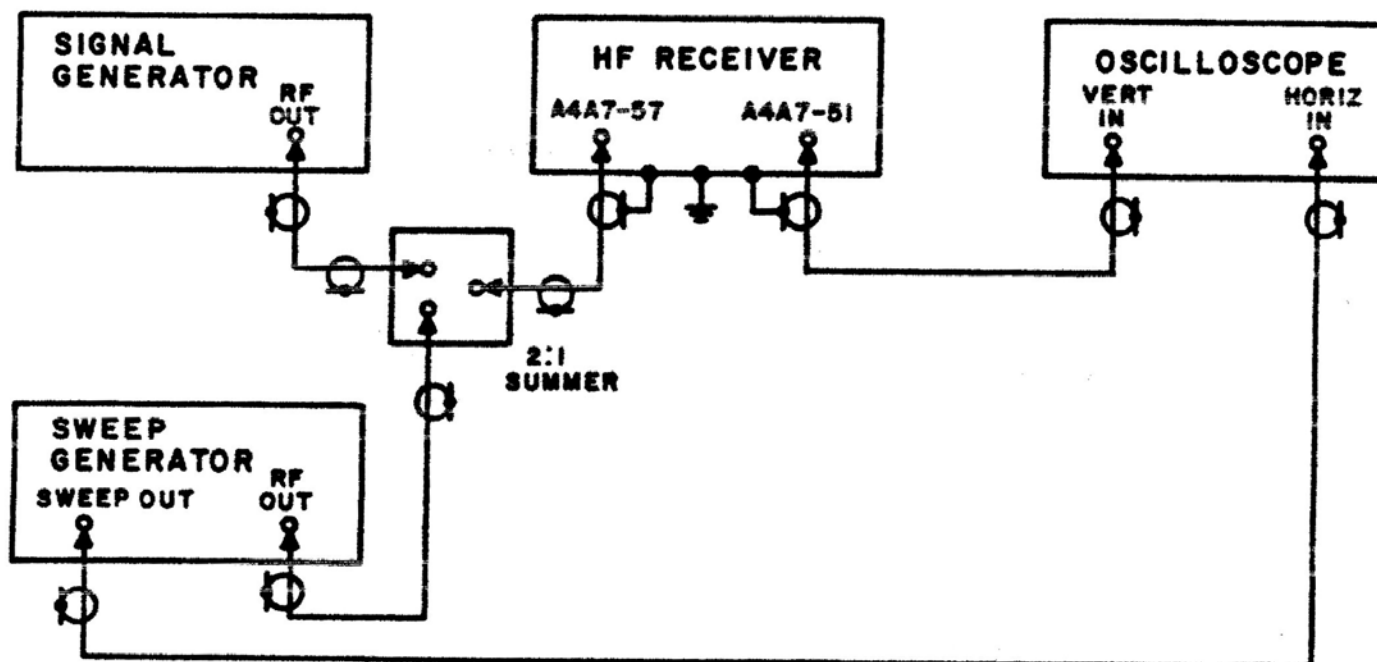 SIGNAL
GENERATOR
RF
OUT
HF RECEIVER
A4A7-57
A4A7-51
OSCILLOSCOPE
VERT
IN
HORIZ
IN
2:1
SUMMER
SWEEP
GENERATOR
SWEEP OUT
RF
OUT